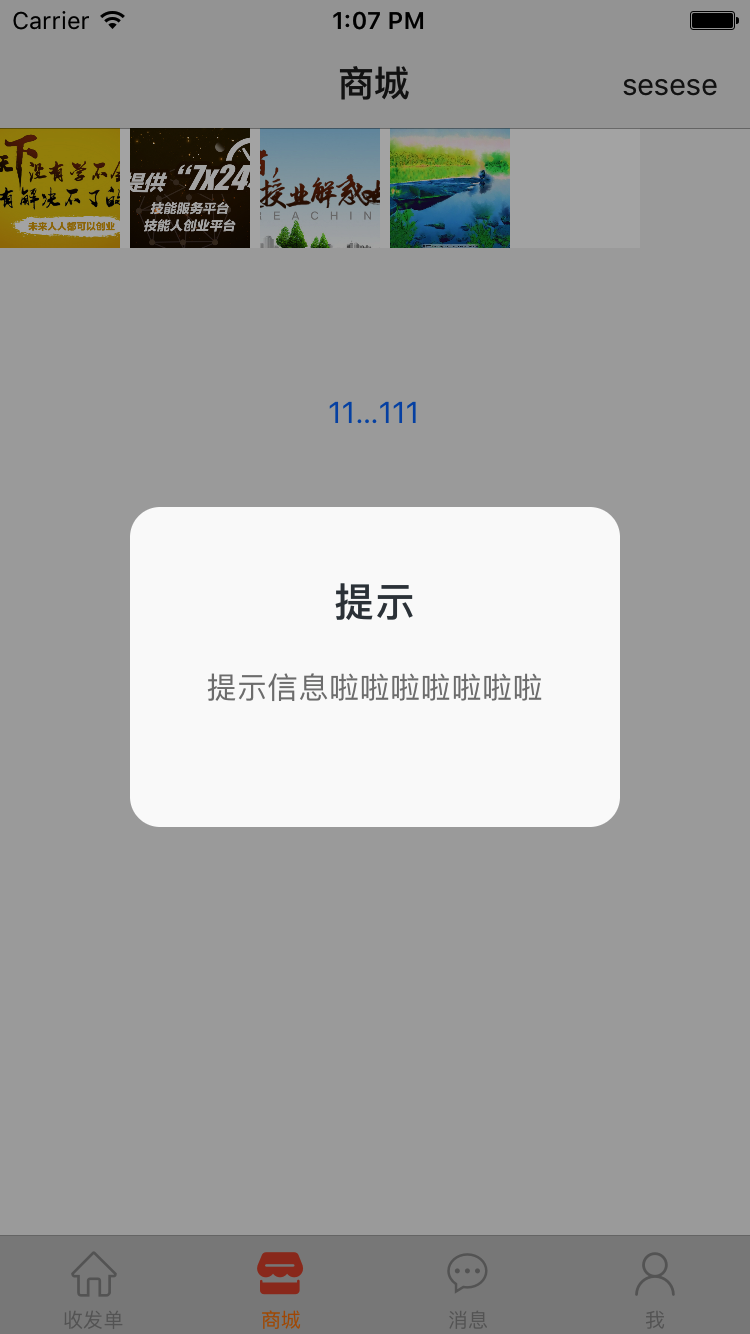 Carrier 1:07 PM
商城
sesese
天下没有学不会
有解决不了的
未来人人都可以创业
提供 “7x24
技能服务平台
技能人创业平台
授业解惑
EACHIN
11...111
提示
提示信息啦啦啦啦啦啦啦
收发单
商城
消息
我